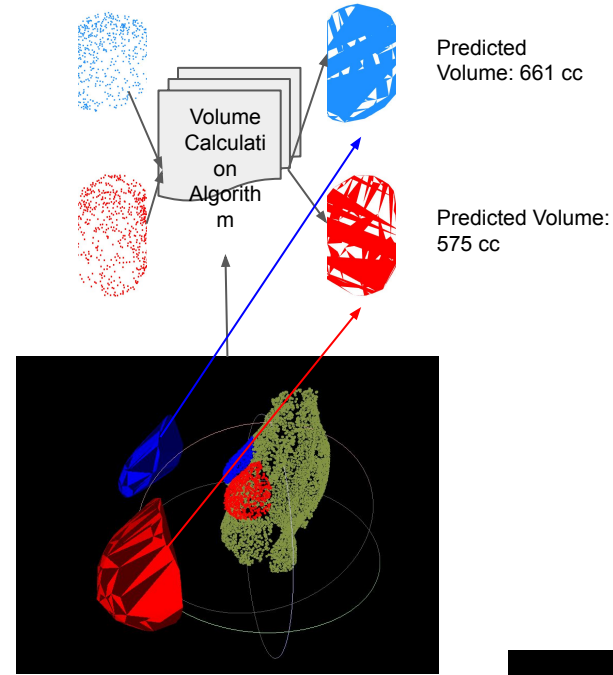 Predicted
Volume: 661 cc
Volume
Calculati
on
Algorith
m
Predicted Volume:
575 cc